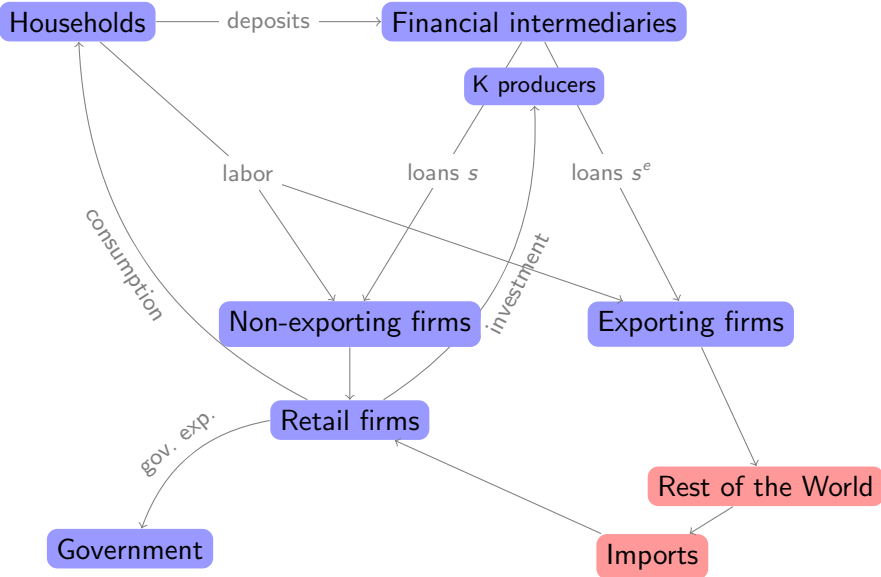 Households
deposits
Financial intermediaries
K producers
labor
loans s
loans sᵉ
consumption
investment
Non-exporting firms
Exporting firms
Retail firms
gov. exp.
Rest of the World
Government
Imports